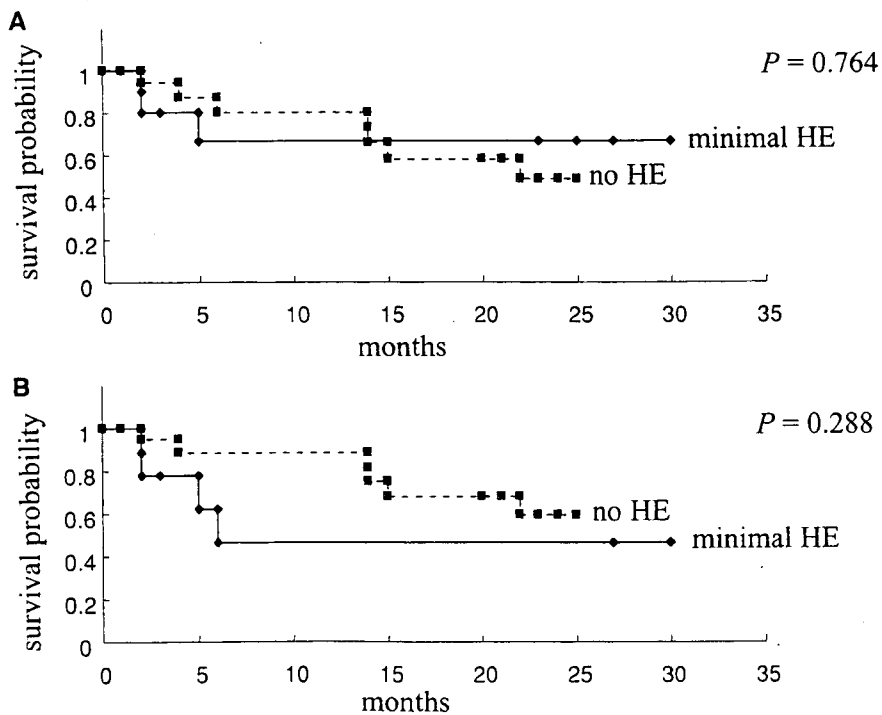 A
P = 0.764
survival probability
1
0.8
0.6
0.4
0.2
0
minimal HE
no HE
0 5 10 15 20 25 30 35
months
B
P = 0.288
survival probability
1
0.8
0.6
0.4
0.2
0
no HE
minimal HE
0 5 10 15 20 25 30 35
months